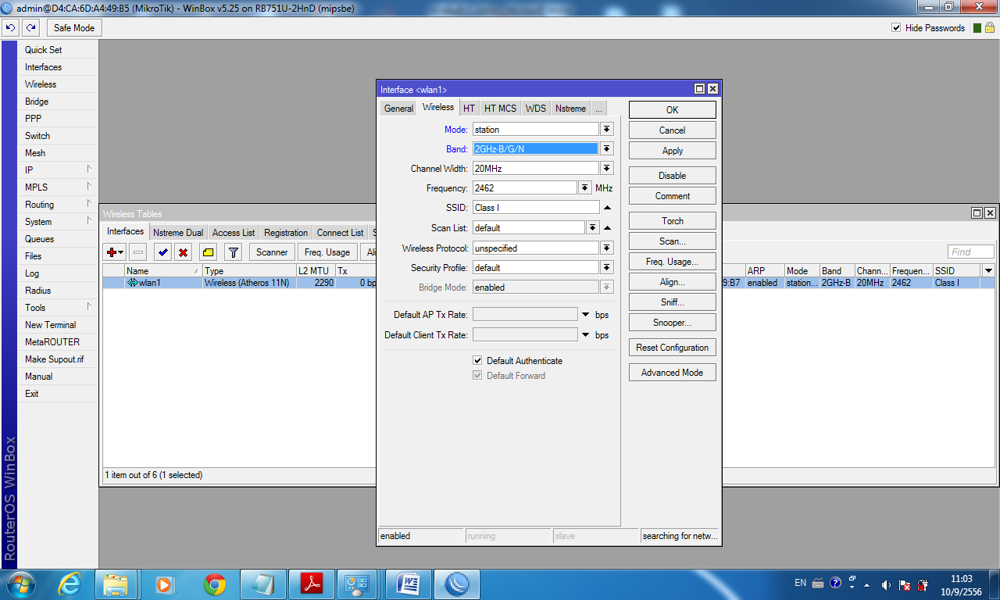 admin@D4:CA:6D:A4:49:B5 (MikroTik) - WinBox v5.25 on RB751U-2HnD (mipsbe)
Safe Mode
Hide Passwords
Quick Set
Interfaces
Wireless
Bridge
PPP
Switch
Mesh
IP
MPLS
Routing
System
Queues
Files
Log
Radius
Tools
New Terminal
MetaROUTER
Make Supout.rif
Manual
Exit
RouterOS WinBox
Wireless Tables
Interfaces Nstreme Dual Access List Registration Connect List
Scanner Freq. Usage
Find
Name Type L2 MTU Tx ARP Mode Band Chann... Frequen... SSID
wlan1 Wireless (Atheros 11N) 2290 0 bp 9:B7 enabled station... 2GHz-B 20MHz 2462 Class I
1 item out of 6 (1 selected)
Interface <wlan1>
General Wireless HT HT MCS WDS Nstreme ...
Mode: station
Band: 2GHz-B/G/N
Channel Width: 20MHz
Frequency: 2462 MHz
SSID: Class I
Scan List: default
Wireless Protocol: unspecified
Security Profile: default
Bridge Mode: enabled
Default AP Tx Rate: bps
Default Client Tx Rate: bps
Default Authenticate
Default Forward
OK
Cancel
Apply
Disable
Comment
Torch
Scan...
Freq. Usage...
Align...
Sniff...
Snooper...
Reset Configuration
Advanced Mode
enabled running slave searching for netw...
EN
11:03
10/9/2556